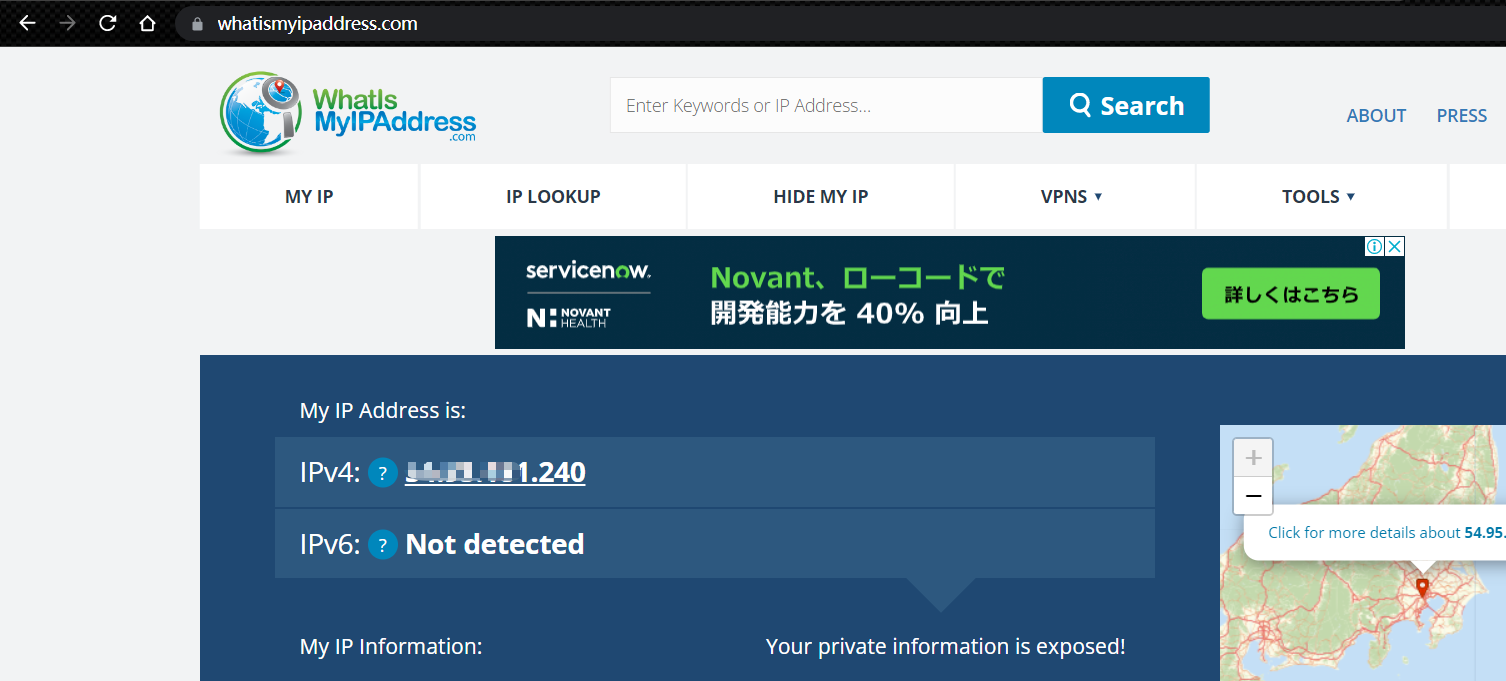 whatismyipaddress.com
WhatIs
MyIPAddress
.com
Enter Keywords or IP Address...
Search
ABOUT
PRESS
MY IP
IP LOOKUP
HIDE MY IP
VPNS ▾
TOOLS ▾
servicenow.
NOVANT
HEALTH
Novant、ローコードで
開発能力を 40% 向上
詳しくはこちら
My IP Address is:
IPv4: ? 1.240
IPv6: ? Not detected
Click for more details about 54.95.
My IP Information:
Your private information is exposed!